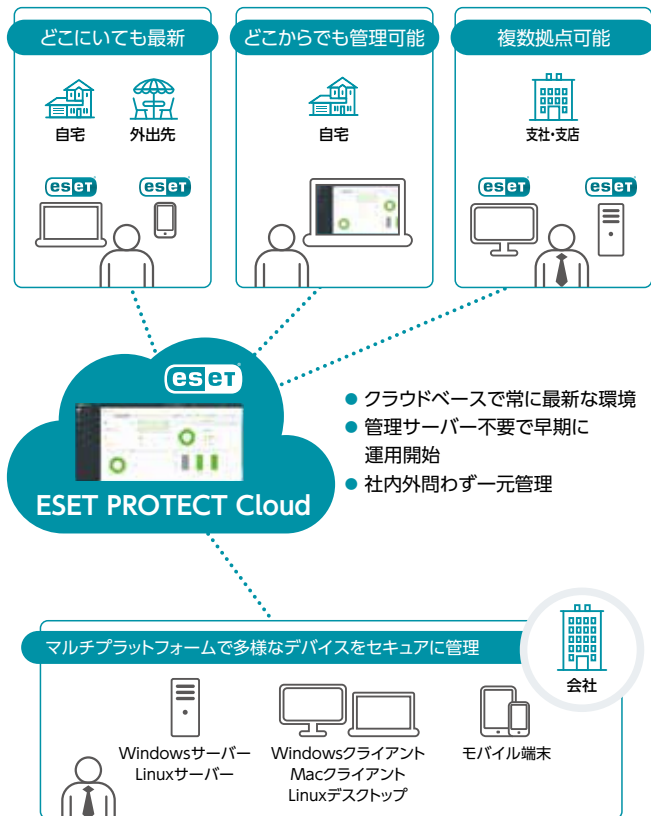 どこにいても最新
どこからでも管理可能
複数拠点可能
自宅
外出先
自宅
支社・支店
eset
eset
eset
eset
eset
ESET PROTECT Cloud
● クラウドベースで常に最新な環境
● 管理サーバー不要で早期に
運用開始
● 社内外問わず一元管理
マルチプラットフォームで多様なデバイスをセキュアに管理
会社
Windowsサーバー
Linuxサーバー
Windowsクライアント
Macクライアント
Linuxデスクトップ
モバイル端末